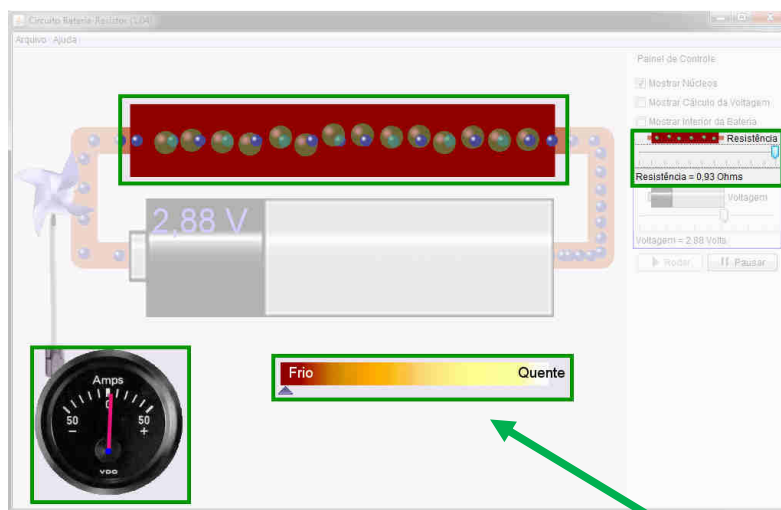 Circuito Bateria-Resistor (1.04)
Arquivo Ajuda
Painel de Controle
Mostrar Núcleos
Mostrar Cálculo da Voltagem
Mostrar Interior da Bateria
Resistência
Resistência = 0,93 Ohms
Voltagem
Voltagem = 2,88 Volts
Rodar
Pausar
2,88 V
Frio
Quente
Amps
0
50
50
-
+
VDO